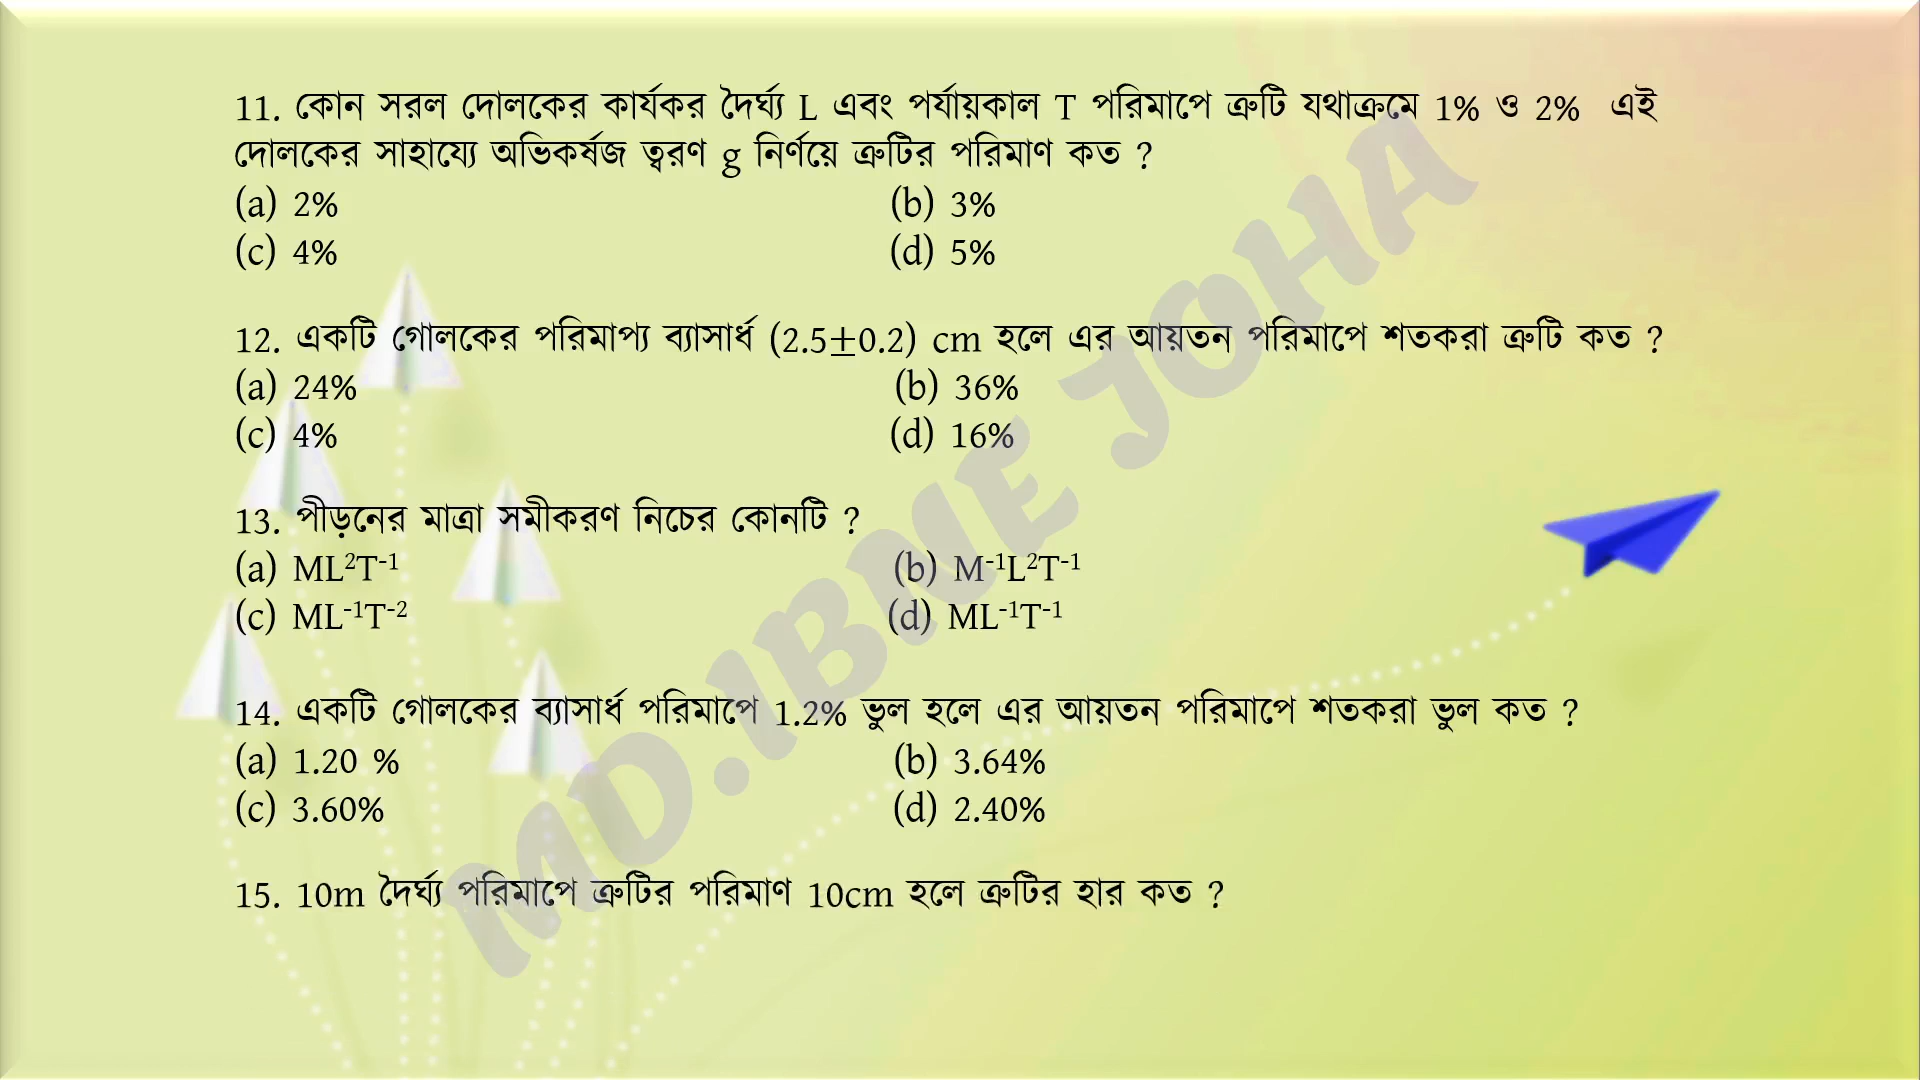 11. কোন সরল দোলকের কার্যকর দৈর্ঘ্য L এবং পর্যায়কাল T পরিমাপে ত্রুটি যথাক্রমে 1% ও 2% এই
দোলকের সাহায্যে অভিকর্ষজ ত্বরণ g নির্ণয়ে ত্রুটির পরিমাণ কত ?
(a) 2% (b) 3%
(c) 4% (d) 5%
12. একটি গোলকের পরিমাপ্য ব্যাসার্ধ (2.5±0.2) cm হলে এর আয়তন পরিমাপে শতকরা ত্রুটি কত ?
(a) 24% (b) 36%
(c) 4% (d) 16%
13. পীড়নের মাত্রা সমীকরণ নিচের কোনটি ?
(a) ML²T⁻¹ (b) M⁻¹L²T⁻¹
(c) ML⁻¹T⁻² (d) ML⁻¹T⁻¹
14. একটি গোলকের ব্যাসার্ধ পরিমাপে 1.2% ভুল হলে এর আয়তন পরিমাপে শতকরা ভুল কত ?
(a) 1.20 % (b) 3.64%
(c) 3.60% (d) 2.40%
15. 10m দৈর্ঘ্য পরিমাপে ত্রুটির পরিমাণ 10cm হলে ত্রুটির হার কত ?
MD.IBNE JOHA